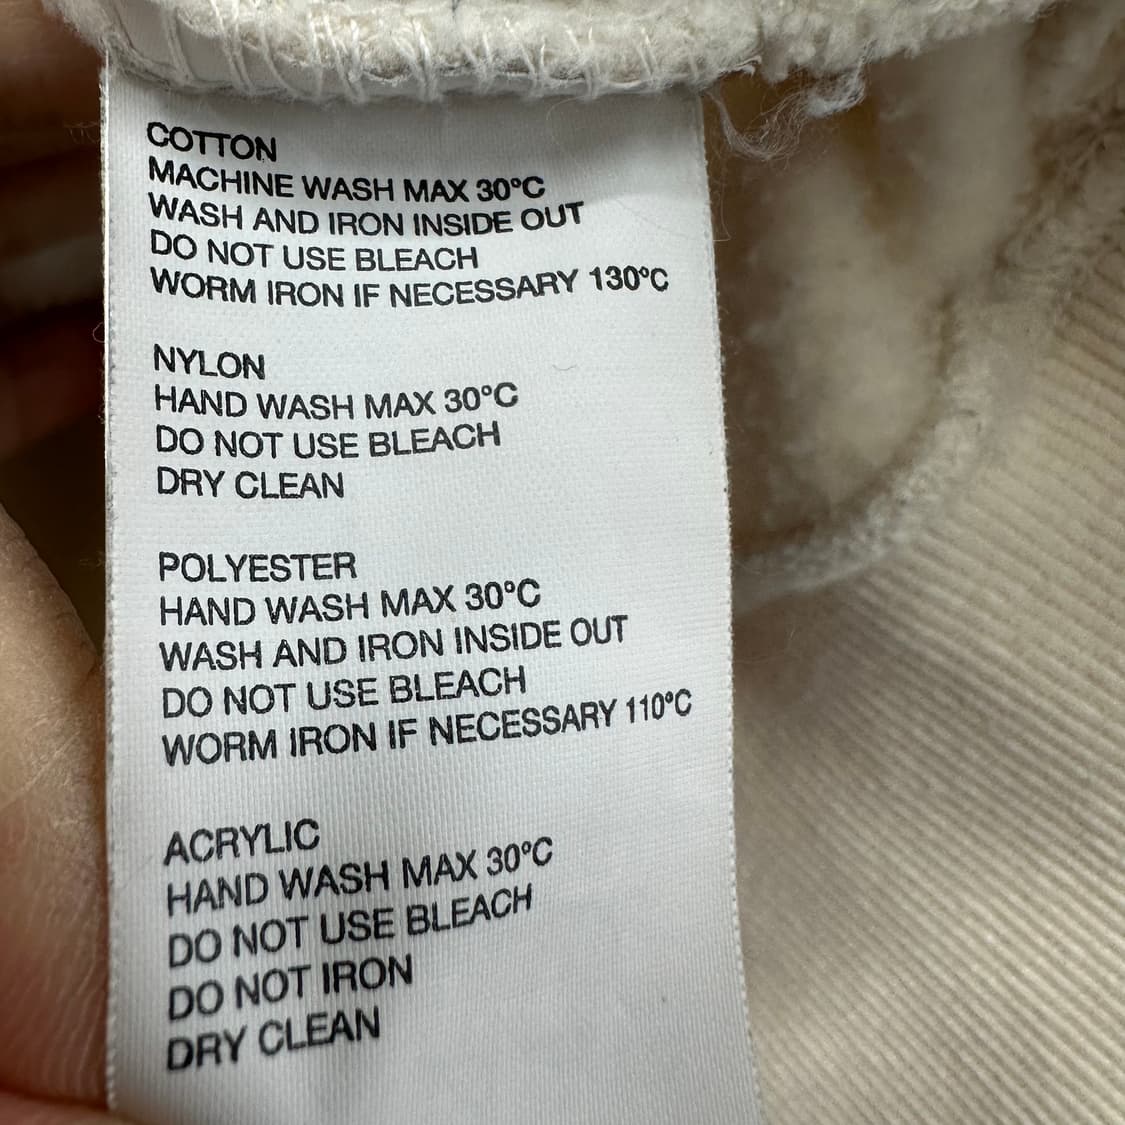 COTTON
MACHINE WASH MAX 30°C
WASH AND IRON INSIDE OUT
DO NOT USE BLEACH
WORM IRON IF NECESSARY 130°C
NYLON
HAND WASH MAX 30°C
DO NOT USE BLEACH
DRY CLEAN
POLYESTER
HAND WASH MAX 30°C
WASH AND IRON INSIDE OUT
DO NOT USE BLEACH
WORM IRON IF NECESSARY 110°C
ACRYLIC
HAND WASH MAX 30°C
DO NOT USE BLEACH
DO NOT IRON
DRY CLEAN